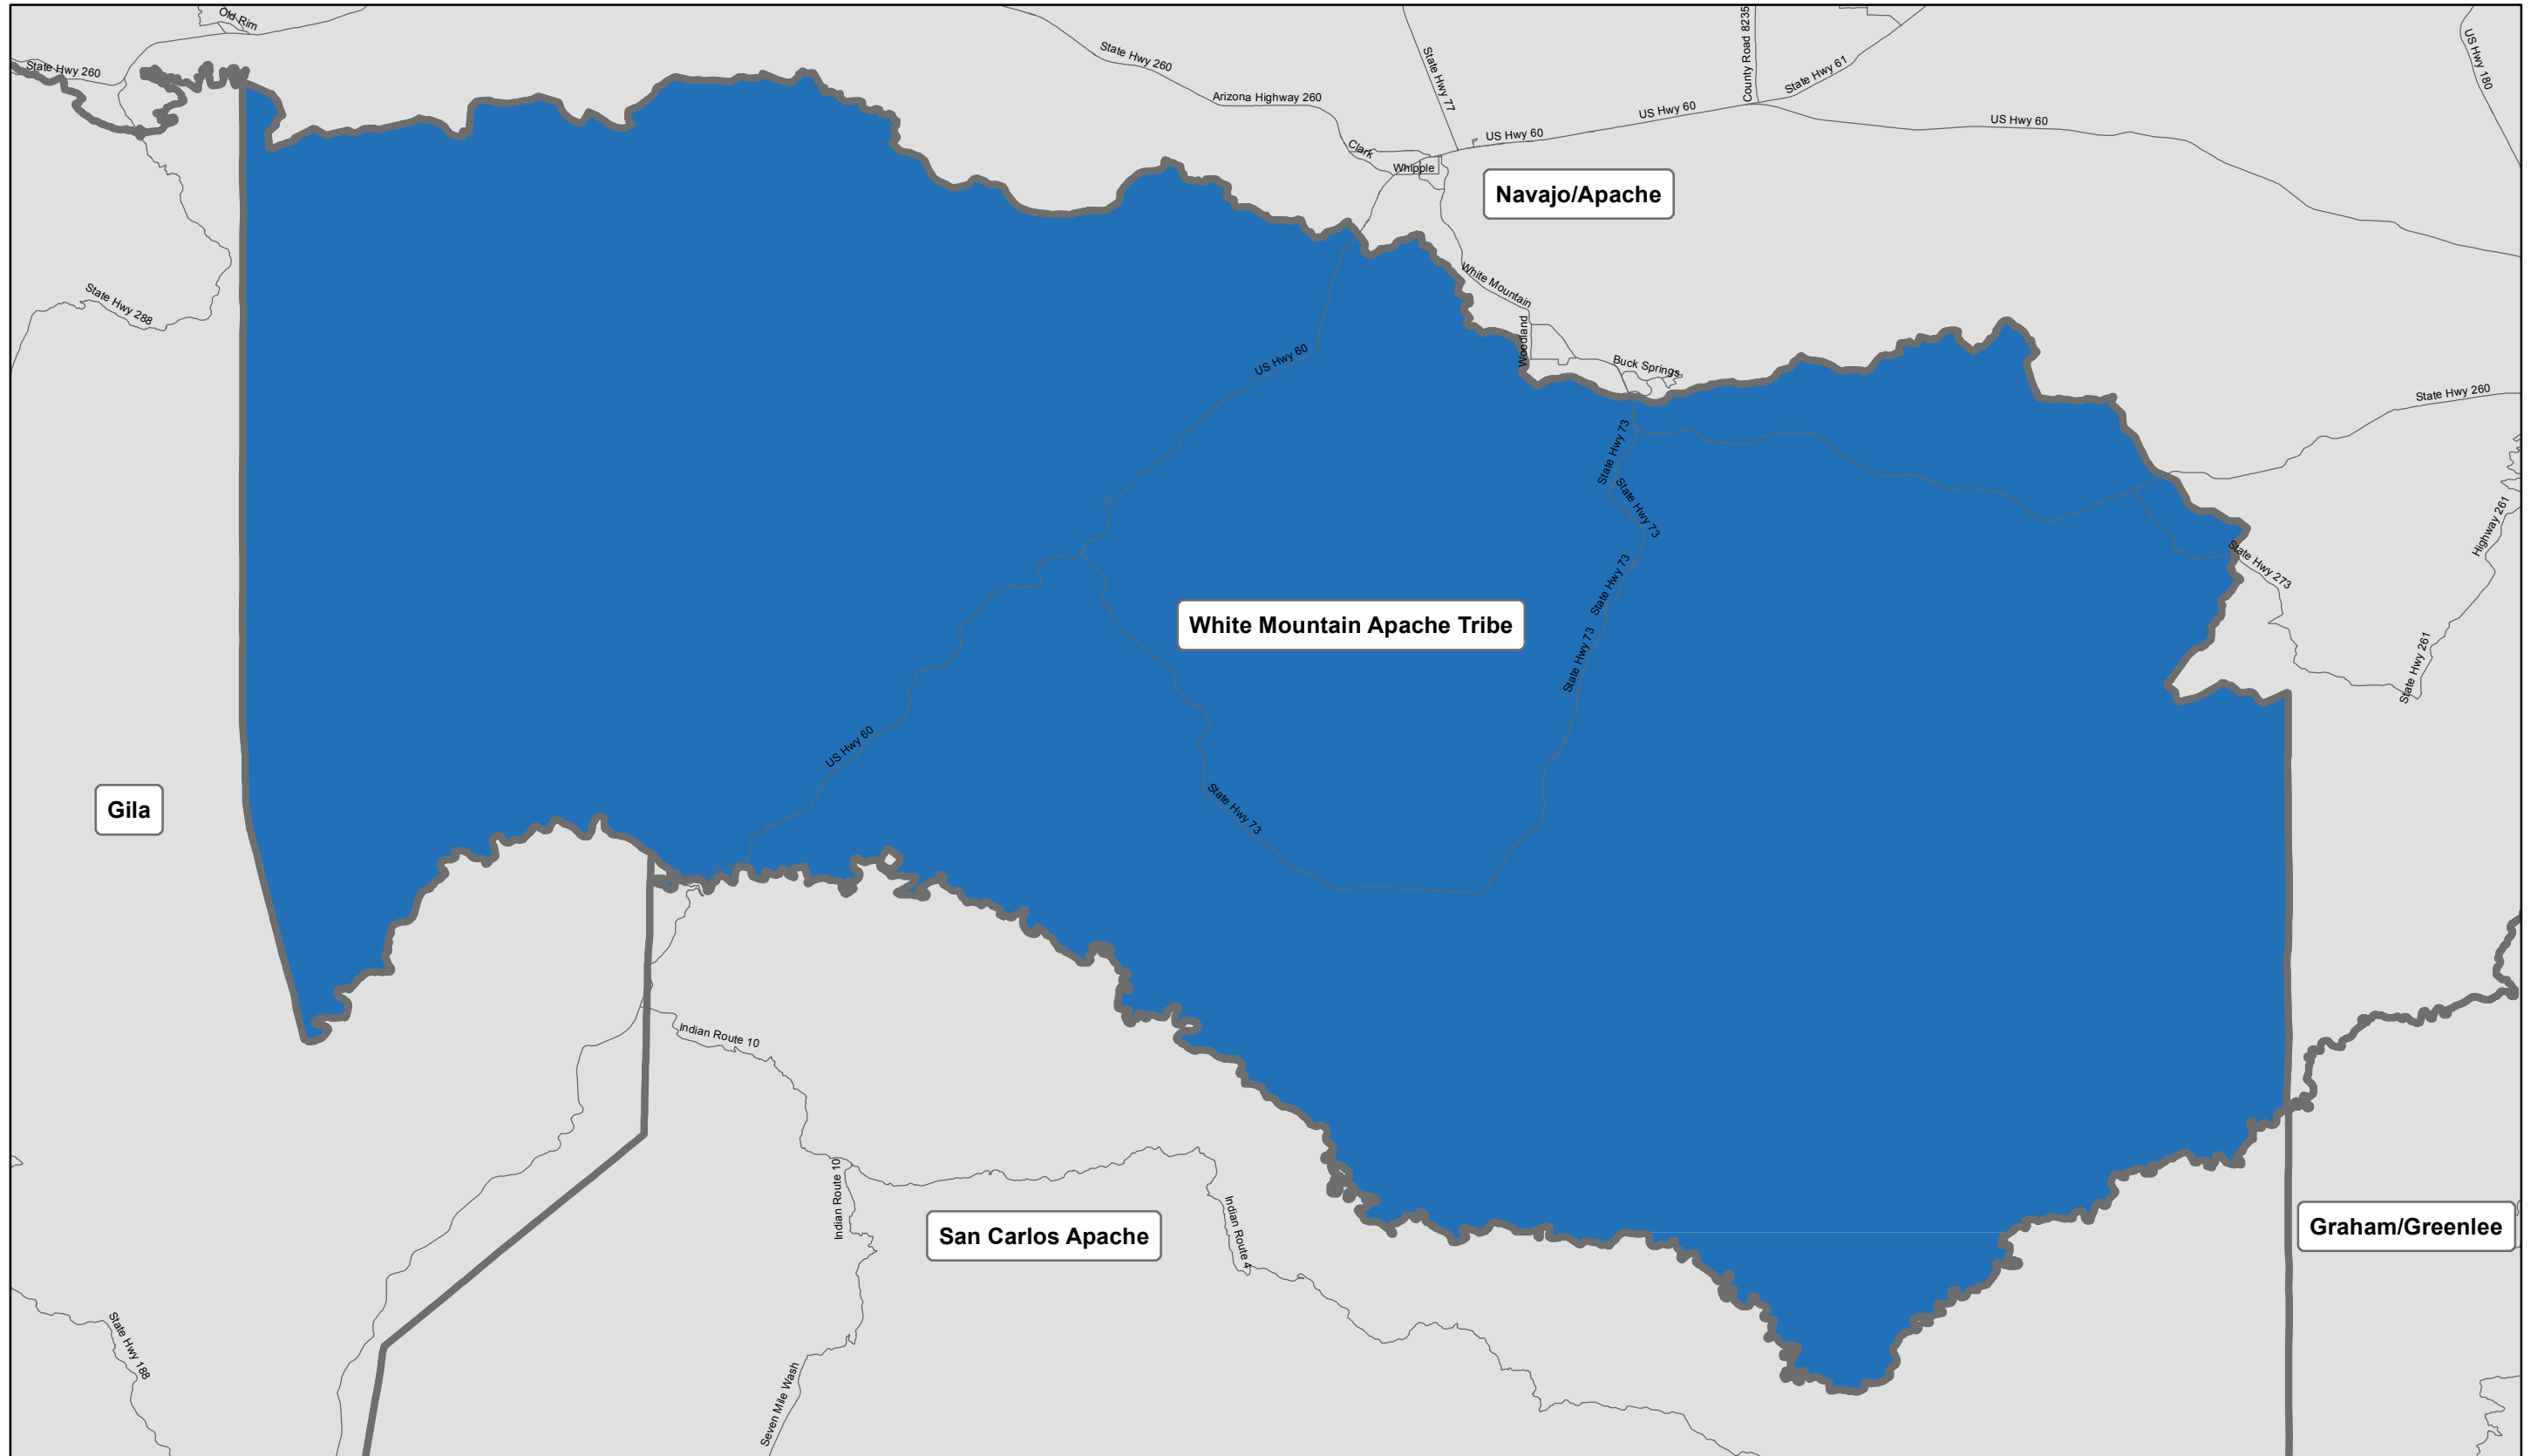 Old Rim
State Hwy 260
State Hwy 260
State Hwy 77
County Road 8235
State Hwy 61
US Hwy 180
Arizona Highway 260
US Hwy 60
US Hwy 60
US Hwy 60
Clark
Whipple
Navajo/Apache
White Mountain
State Hwy 288
Woodland
US Hwy 60
Buck Springs
State Hwy 260
State Hwy 73
State Hwy 73
Highway 261
State Hwy 273
State Hwy 73
White Mountain Apache Tribe
State Hwy 73
State Hwy 261
US Hwy 60
Gila
State Hwy 73
Indian Route 10
Indian Route 10
Indian Route 4
San Carlos Apache
Graham/Greenlee
State Hwy 188
Seven Mile Wash